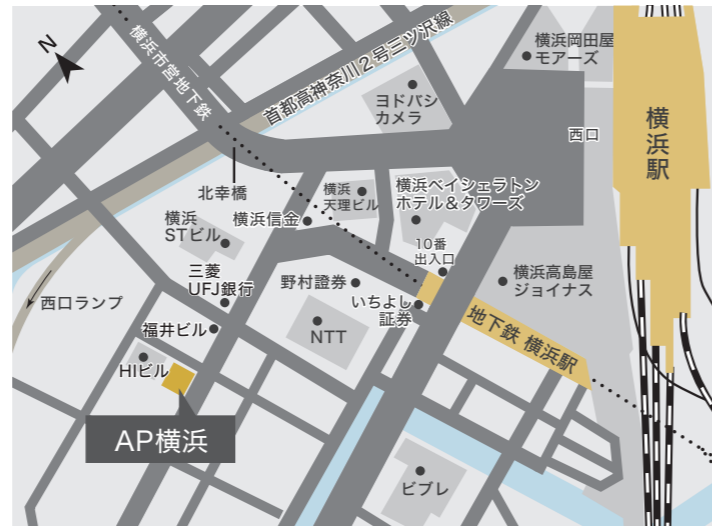 N
横浜市営地下鉄
首都高神奈川2号三ツ沢線
横浜岡田屋
モアーズ
ヨドバシ
カメラ
西口
横浜駅
北幸橋
横浜
天理ビル
横浜ベイシェラトン
ホテル&タワーズ
横浜
STビル
横浜信金
10番
出入口
三菱
UFJ銀行
野村證券
横浜高島屋
ジョイナス
西口ランプ
いちよし
証券
福井ビル
NTT
地下鉄 横浜駅
HIビル
AP横浜
ビブレ